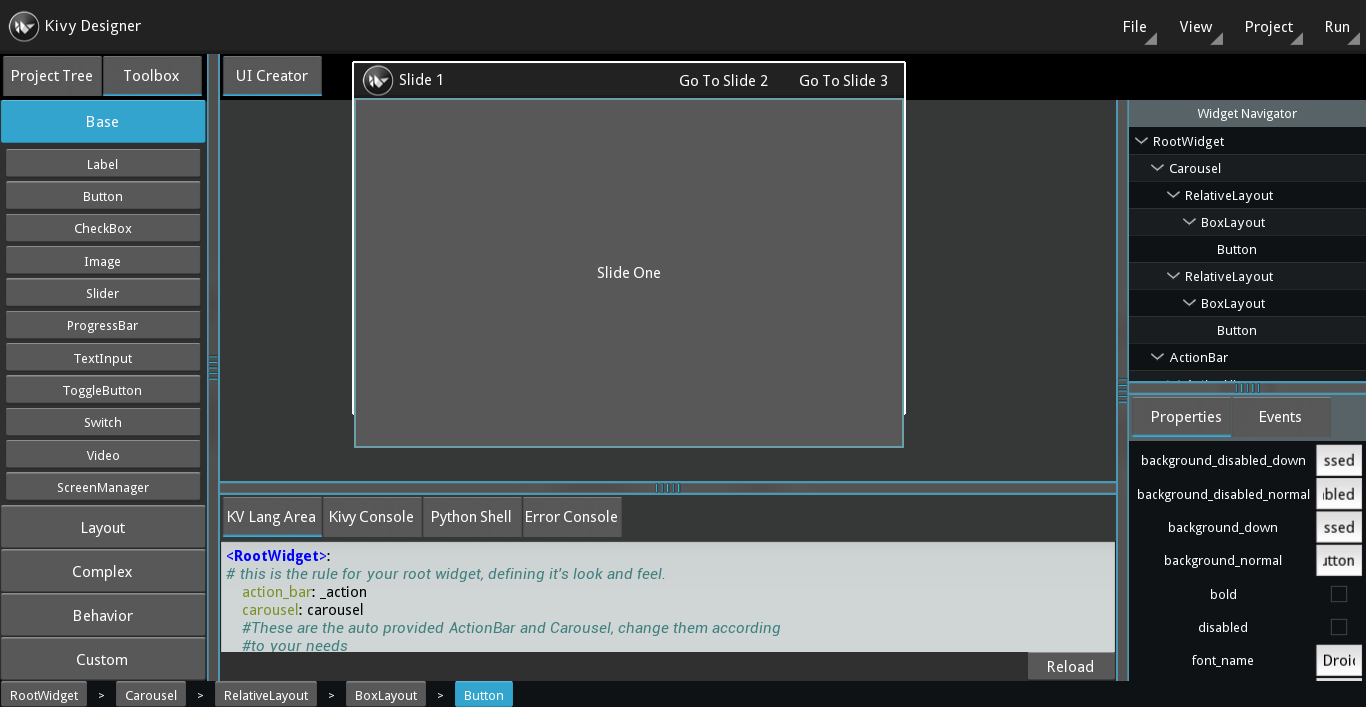 Kivy Designer
File View Project Run
Project Tree Toolbox
Base
Label
Button
CheckBox
Image
Slider
ProgressBar
TextInput
ToggleButton
Switch
Video
ScreenManager
Layout
Complex
Behavior
Custom
UI Creator
Slide 1 Go To Slide 2 Go To Slide 3
Slide One
KV Lang Area Kivy Console Python Shell Error Console
<RootWidget>:
# this is the rule for your root widget, defining it's look and feel.
action_bar: _action
carousel: carousel
#These are the auto provided ActionBar and Carousel, change them according
#to your needs
Reload
Widget Navigator
RootWidget
Carousel
RelativeLayout
BoxLayout
Button
RelativeLayout
BoxLayout
Button
ActionBar
Properties Events
background_disabled_down ssed
background_disabled_normal bled
background_down ssed
background_normal utton
bold
disabled
font_name Droid
RootWidget > Carousel > RelativeLayout > BoxLayout > Button